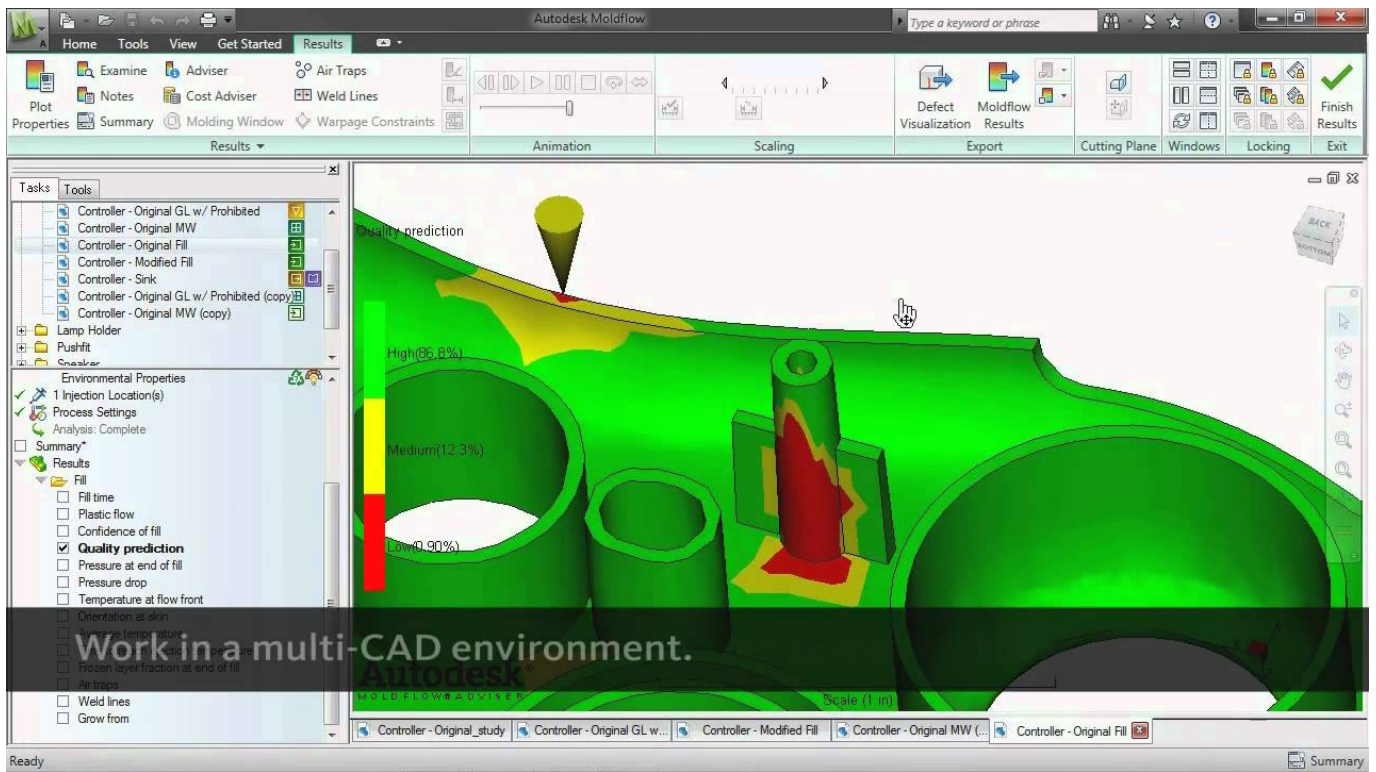 Autodesk Moldflow
Type a keyword or phrase
Home Tools View Get Started Results
Examine Adviser Air Traps
Notes Cost Adviser Weld Lines
Plot Properties Summary Molding Window Warpage Constraints
Defect Visualization Moldflow Results
Finish Results
Results Animation Scaling Export Cutting Plane Windows Locking Exit
Tasks Tools
Controller - Original GL w/ Prohibited
Controller - Original MW
Controller - Original Fill
Controller - Modified Fill
Controller - Sink
Controller - Original GL w/ Prohibited (copy)
Controller - Original MW (copy)
Lamp Holder
Pushfit
Speaker
Environmental Properties
1 Injection Location(s)
Process Settings
Analysis: Complete
Summary*
Results
Fill
Fill time
Plastic flow
Confidence of fill
Quality prediction
Pressure at end of fill
Pressure drop
Temperature at flow front
Orientation at skin
Average temperature
Frozen layer fraction at end of fill
Air traps
Weld lines
Grow from
Quality prediction
High(86.8%)
Medium(12.3%)
Low(0.90%)
BACK
BOTTOM
Work in a multi-CAD environment.
Autodesk
MOLDFLOW® ADVISER
Scale (1 in)
Controller - Original_study Controller - Original GL w... Controller - Modified Fill Controller - Original MW (... Controller - Original Fill
Ready
Summary